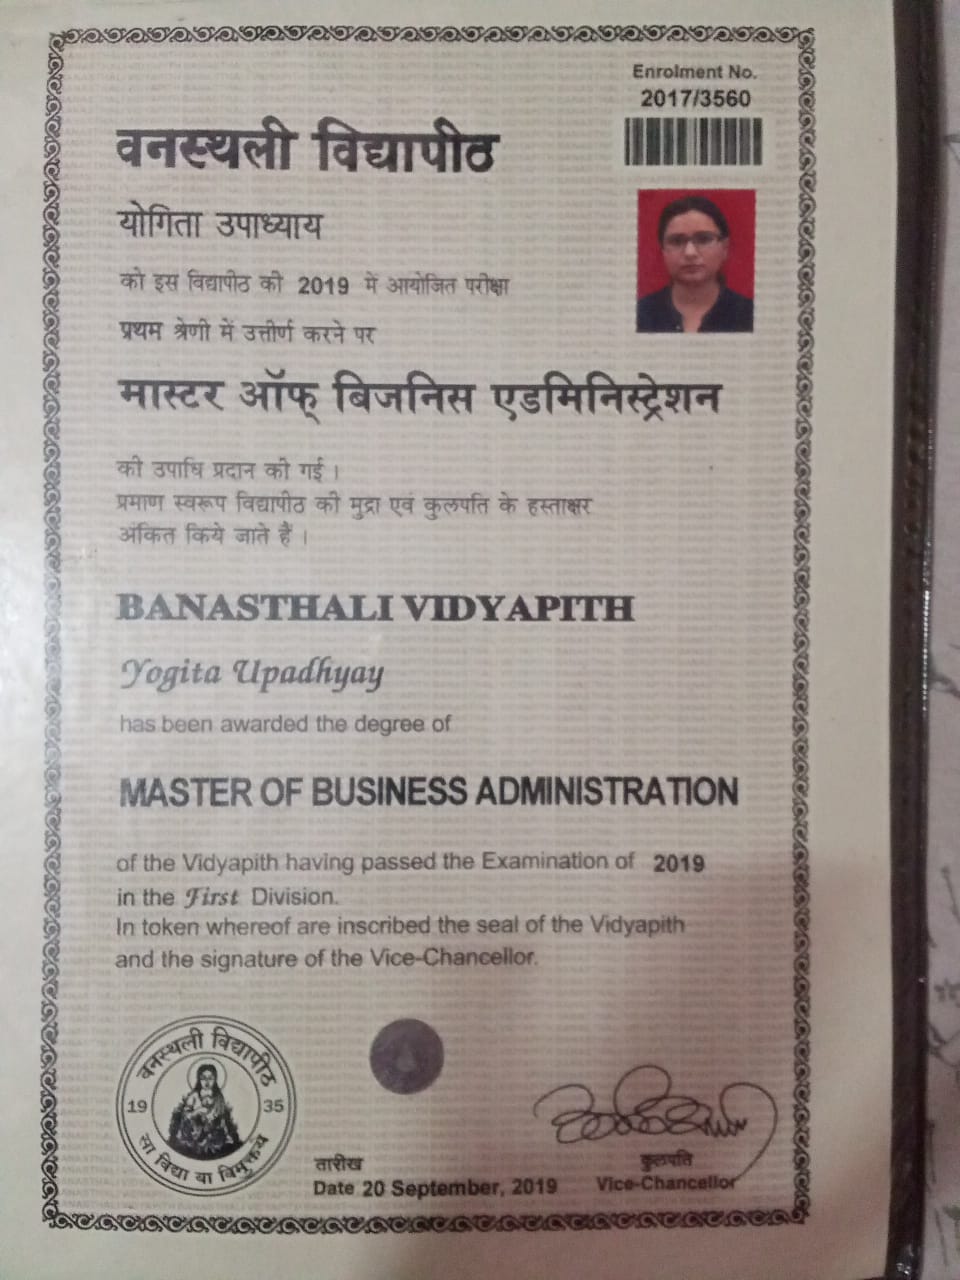 Enrolment No.
2017/3560
वनस्थली विद्यापीठ
योगिता उपाध्याय
को इस विद्यापीठ की 2019 में आयोजित परीक्षा
प्रथम श्रेणी में उत्तीर्ण करने पर
मास्टर ऑफ् बिजनिस एडमिनिस्ट्रेशन
की उपाधि प्रदान की गई ।
प्रमाण स्वरूप विद्यापीठ की मुद्रा एवं कुलपति के हस्ताक्षर
अंकित किये जाते हैं ।
BANASTHALI VIDYAPITH
Yogita Upadhyay
has been awarded the degree of
MASTER OF BUSINESS ADMINISTRATION
of the Vidyapith having passed the Examination of 2019
in the First Division.
In token whereof are inscribed the seal of the Vidyapith
and the signature of the Vice-Chancellor.
वनस्थली विद्यापीठ
19 35
सा विद्या या विमुक्तये
तारीख
Date 20 September, 2019
कुलपति
Vice-Chancellor